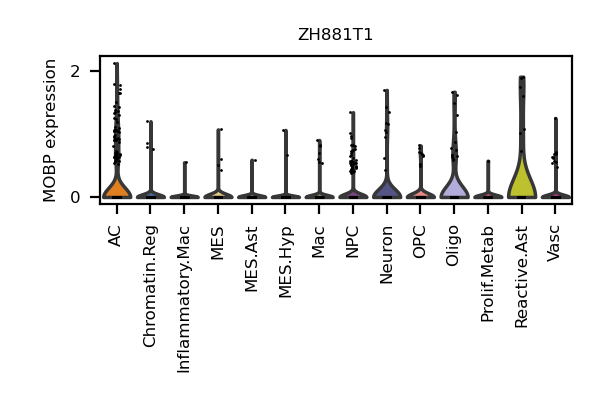 ZH881T1
MOBP expression
2
0
AC
Chromatin.Reg
Inflammatory.Mac
MES
MES.Ast
MES.Hyp
Mac
NPC
Neuron
OPC
Oligo
Prolif.Metab
Reactive.Ast
Vasc